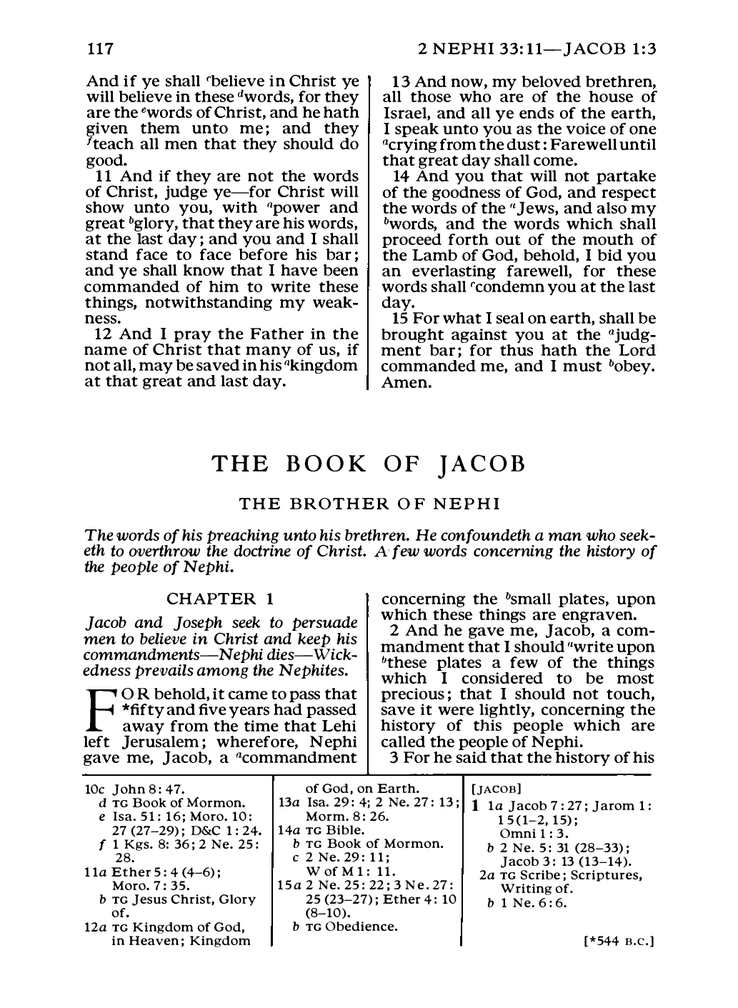 117
2 NEPHI 33:11—JACOB 1:3
And if ye shall ᶜbelieve in Christ ye
will believe in these ᵈwords, for they
are the ᵉwords of Christ, and he hath
given them unto me; and they
ᶠteach all men that they should do
good.
11 And if they are not the words
of Christ, judge ye—for Christ will
show unto you, with ᵃpower and
great ᵇglory, that they are his words,
at the last day; and you and I shall
stand face to face before his bar;
and ye shall know that I have been
commanded of him to write these
things, notwithstanding my weak-
ness.
12 And I pray the Father in the
name of Christ that many of us, if
not all, may be saved in his ᵃkingdom
at that great and last day.
13 And now, my beloved brethren,
all those who are of the house of
Israel, and all ye ends of the earth,
I speak unto you as the voice of one
ᵃcrying from the dust: Farewell until
that great day shall come.
14 And you that will not partake
of the goodness of God, and respect
the words of the ᵃJews, and also my
ᵇwords, and the words which shall
proceed forth out of the mouth of
the Lamb of God, behold, I bid you
an everlasting farewell, for these
words shall ᶜcondemn you at the last
day.
15 For what I seal on earth, shall be
brought against you at the ᵃjudg-
ment bar; for thus hath the Lord
commanded me, and I must ᵇobey.
Amen.
THE BOOK OF JACOB
THE BROTHER OF NEPHI
The words of his preaching unto his brethren. He confoundeth a man who seek-
eth to overthrow the doctrine of Christ. A few words concerning the history of
the people of Nephi.
CHAPTER 1
Jacob and Joseph seek to persuade
men to believe in Christ and keep his
commandments—Nephi dies—Wick-
edness prevails among the Nephites.
FOR behold, it came to pass that
*fifty and five years had passed
away from the time that Lehi
left Jerusalem; wherefore, Nephi
gave me, Jacob, a ᵃcommandment
concerning the ᵇsmall plates, upon
which these things are engraven.
2 And he gave me, Jacob, a com-
mandment that I should ᵃwrite upon
ᵇthese plates a few of the things
which I considered to be most
precious; that I should not touch,
save it were lightly, concerning the
history of this people which are
called the people of Nephi.
3 For he said that the history of his
10c John 8: 47.
d TG Book of Mormon.
e Isa. 51: 16; Moro. 10:
27 (27–29); D&C 1: 24.
f 1 Kgs. 8: 36; 2 Ne. 25:
28.
11a Ether 5: 4 (4–6);
Moro. 7: 35.
b TG Jesus Christ, Glory
of.
12a TG Kingdom of God,
in Heaven; Kingdom
of God, on Earth.
13a Isa. 29: 4; 2 Ne. 27: 13;
Morm. 8: 26.
14a TG Bible.
b TG Book of Mormon.
c 2 Ne. 29: 11;
W of M 1: 11.
15a 2 Ne. 25: 22; 3 Ne. 27:
25 (23–27); Ether 4: 10
(8–10).
b TG Obedience.
[JACOB]
1 1a Jacob 7: 27; Jarom 1:
15 (1–2, 15);
Omni 1: 3.
b 2 Ne. 5: 31 (28–33);
Jacob 3: 13 (13–14).
2a TG Scribe; Scriptures,
Writing of.
b 1 Ne. 6: 6.
[*544 B.C.]